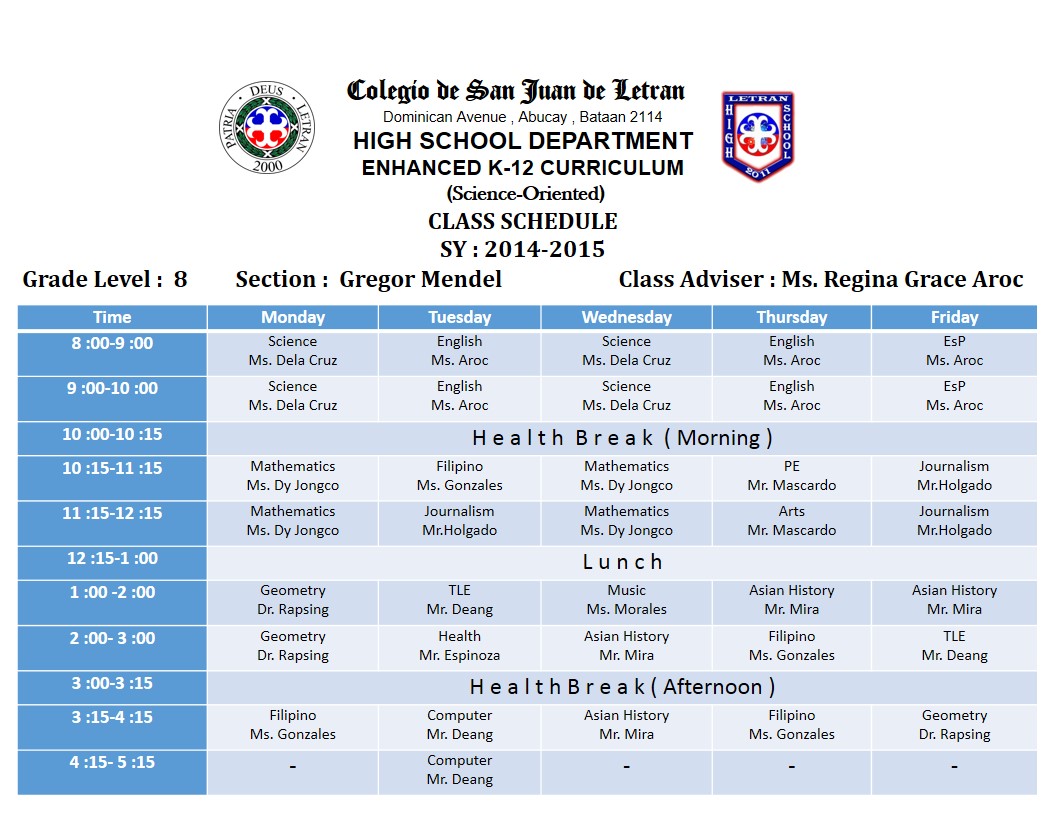 DEUS
PATRIA
LETRAN
2000
Colegio de San Juan de Letran
Dominican Avenue , Abucay , Bataan 2114
HIGH SCHOOL DEPARTMENT
ENHANCED K-12 CURRICULUM
(Science-Oriented)
CLASS SCHEDULE
SY : 2014-2015
LETRAN
HIGH
SCHOOL
2011
Grade Level : 8 Section : Gregor Mendel Class Adviser : Ms. Regina Grace Aroc
Time Monday Tuesday Wednesday Thursday Friday
8 :00-9 :00 Science English Science English EsP
Ms. Dela Cruz Ms. Aroc Ms. Dela Cruz Ms. Aroc Ms. Aroc
9 :00-10 :00 Science English Science English EsP
Ms. Dela Cruz Ms. Aroc Ms. Dela Cruz Ms. Aroc Ms. Aroc
10 :00-10 :15 H e a l t h B r e a k ( Morning )
10 :15-11 :15 Mathematics Filipino Mathematics PE Journalism
Ms. Dy Jongco Ms. Gonzales Ms. Dy Jongco Mr. Mascardo Mr.Holgado
11 :15-12 :15 Mathematics Journalism Mathematics Arts Journalism
Ms. Dy Jongco Mr.Holgado Ms. Dy Jongco Mr. Mascardo Mr.Holgado
12 :15-1 :00 L u n c h
1 :00 -2 :00 Geometry TLE Music Asian History Asian History
Dr. Rapsing Mr. Deang Ms. Morales Mr. Mira Mr. Mira
2 :00- 3 :00 Geometry Health Asian History Filipino TLE
Dr. Rapsing Mr. Espinoza Mr. Mira Ms. Gonzales Mr. Deang
3 :00-3 :15 H e a l t h B r e a k ( Afternoon )
3 :15-4 :15 Filipino Computer Asian History Filipino Geometry
Ms. Gonzales Mr. Deang Mr. Mira Ms. Gonzales Dr. Rapsing
4 :15- 5 :15 - Computer - - -
Mr. Deang